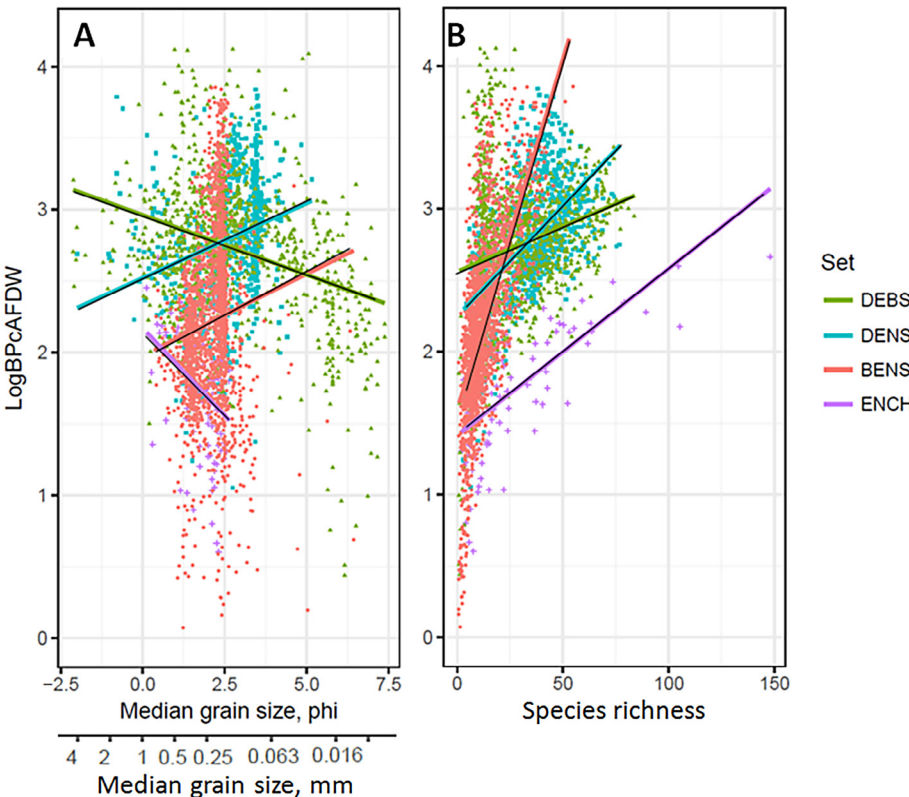 A
B
4
3
2
1
0
LogBPcAFDW
−2.5 0.0 2.5 5.0 7.5
Median grain size, phi
4 2 1 0.5 0.25 0.063 0.016
Median grain size, mm
4
3
2
1
0
0 50 100 150
Species richness
Set
DEBS
DENS
BENS
ENCH